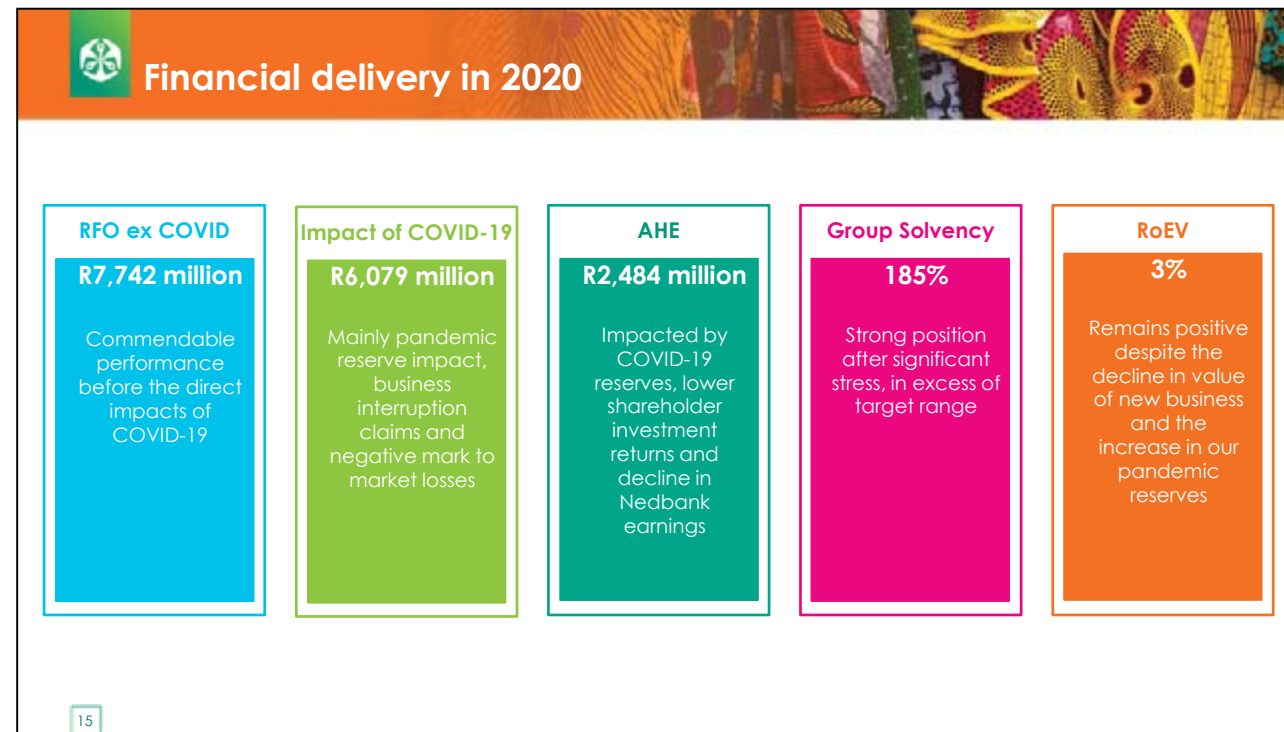 Financial delivery in 2020
RFO ex COVID
R7,742 million
Commendable
performance
before the direct
impacts of
COVID-19
Impact of COVID-19
R6,079 million
Mainly pandemic
reserve impact,
business
interruption
claims and
negative mark to
market losses
AHE
R2,484 million
Impacted by
COVID-19
reserves, lower
shareholder
investment
returns and
decline in
Nedbank
earnings
Group Solvency
185%
Strong position
after significant
stress, in excess of
target range
RoEV
3%
Remains positive
despite the
decline in value
of new business
and the
increase in our
pandemic
reserves
15